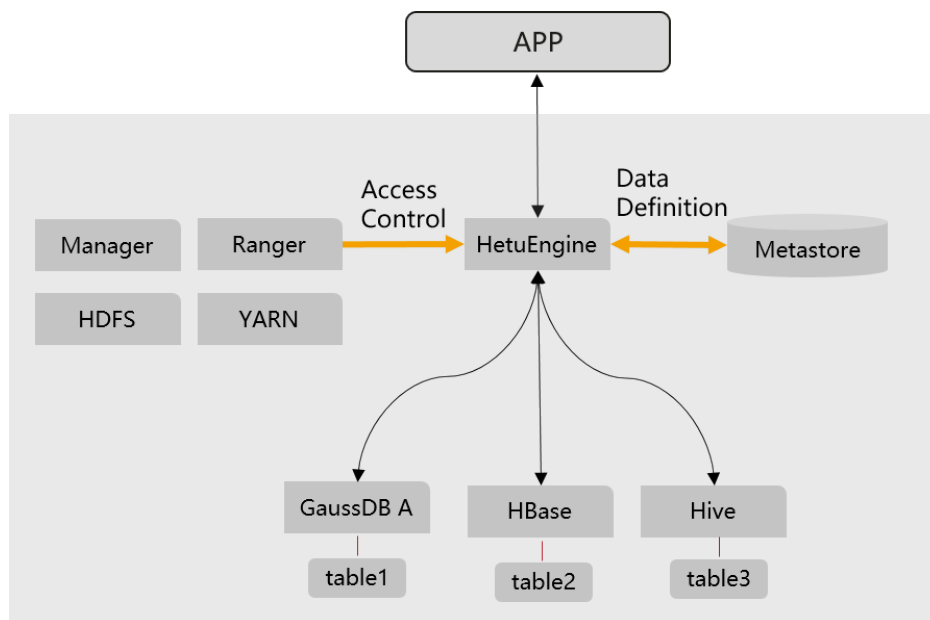 APP
Access
Control
Data
Definition
Manager
Ranger
HetuEngine
Metastore
HDFS
YARN
GaussDB A
HBase
Hive
table1
table2
table3